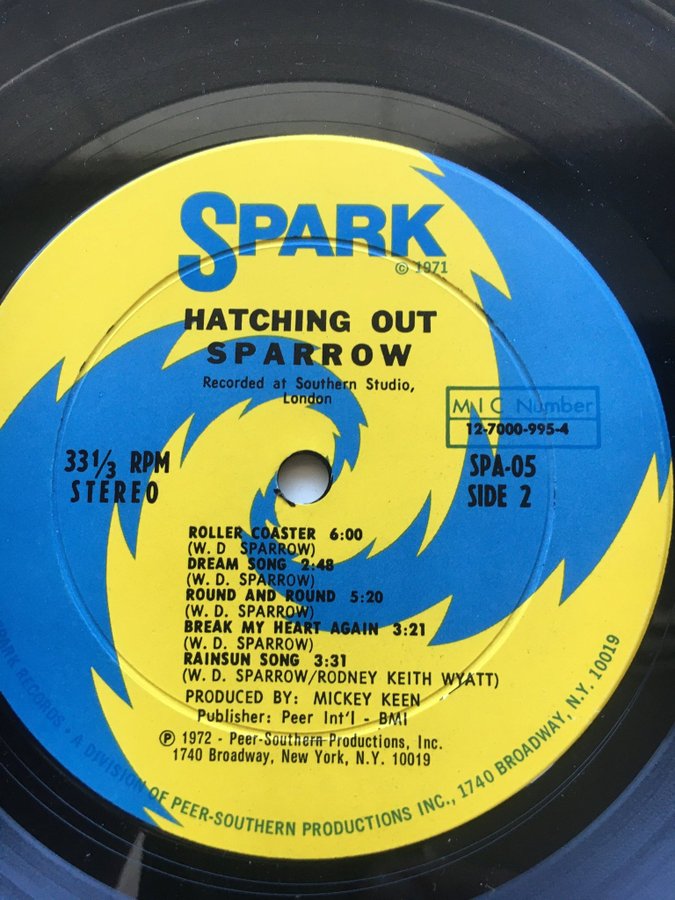 SPARK
© 1971
HATCHING OUT
SPARROW
Recorded at Southern Studio,
London
MIC Number
12-7000-995-4
33 1/3 RPM
STEREO
SPA-05
SIDE 2
ROLLER COASTER 6:00
(W. D SPARROW)
DREAM SONG 2:48
(W. D. SPARROW)
ROUND AND ROUND 5:20
(W. D. SPARROW)
BREAK MY HEART AGAIN 3:21
(W. D. SPARROW)
RAINSUN SONG 3:31
(W. D. SPARROW/RODNEY KEITH WYATT)
PRODUCED BY: MICKEY KEEN
Publisher: Peer Int'l - BMI
℗ 1972 - Peer-Southern Productions, Inc.
1740 Broadway, New York, N.Y. 10019
SPARK RECORDS • A DIVISION OF PEER-SOUTHERN PRODUCTIONS INC., 1740 BROADWAY, N.Y. 10019